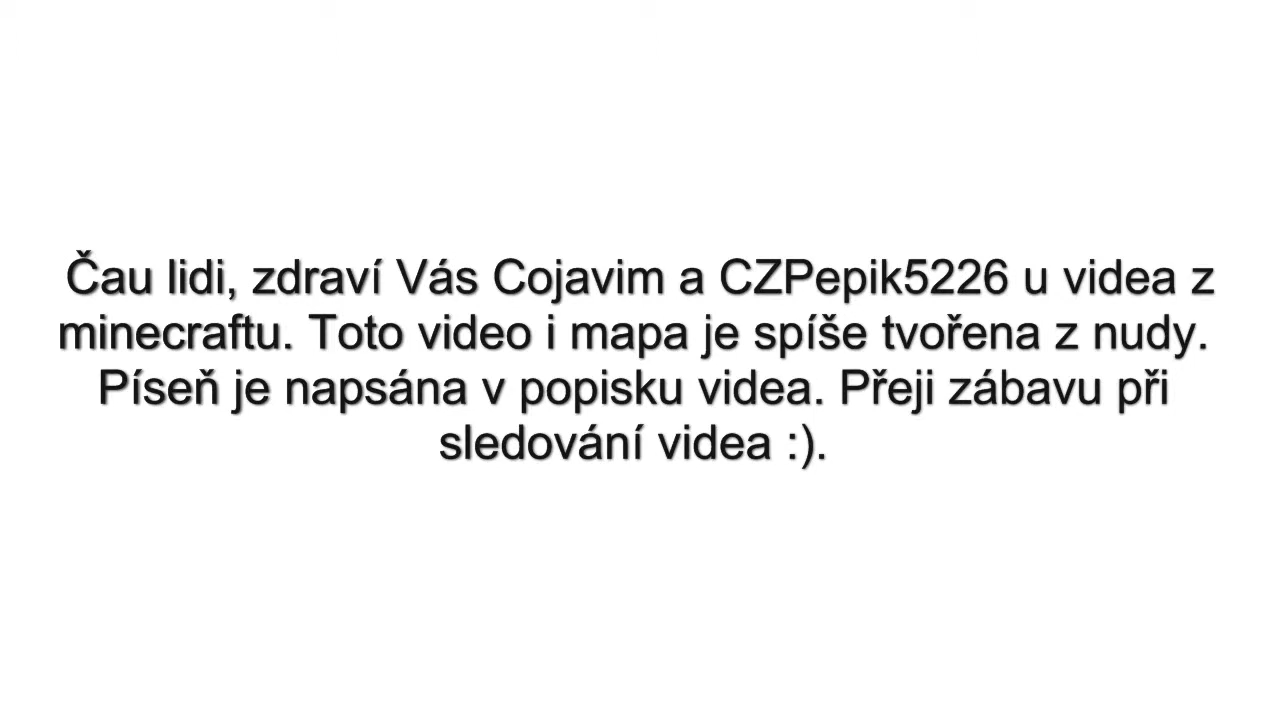 Čau lidi, zdraví Vás Cojavim a CZPepik5226 u videa z
minecraftu. Toto video i mapa je spíše tvořena z nudy.
Píseň je napsána v popisku videa. Přeji zábavu při
sledování videa :).